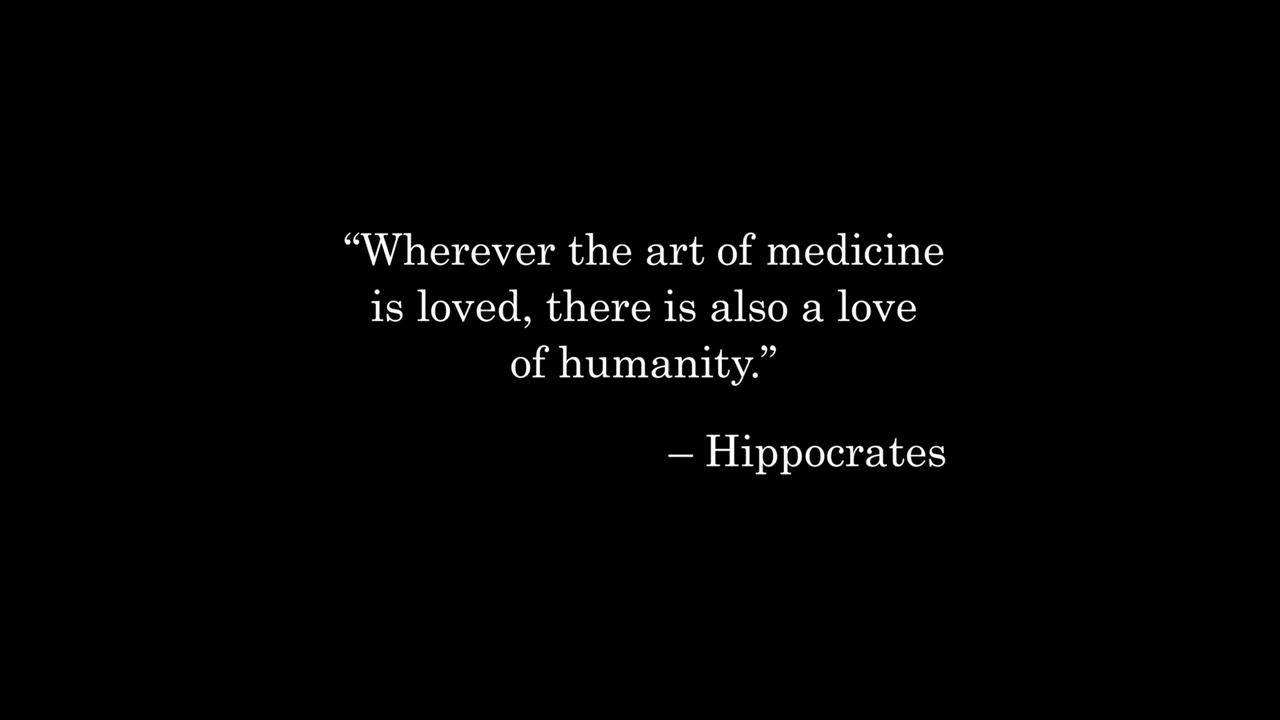 “Wherever the art of medicine
is loved, there is also a love
of humanity.”
– Hippocrates